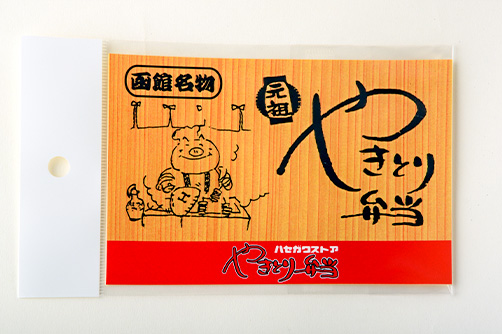 函館名物
元祖
やきとり
弁当
ハセガワストア
やきとり弁当